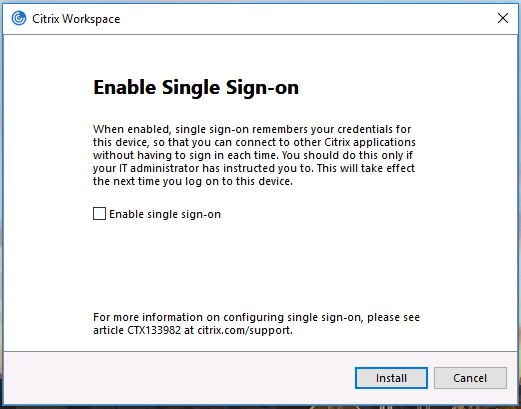 Citrix Workspace
Enable Single Sign-on
When enabled, single sign-on remembers your credentials for
this device, so that you can connect to other Citrix applications
without having to sign in each time. You should do this only if
your IT administrator has instructed you to. This will take effect
the next time you log on to this device.
Enable single sign-on
For more information on configuring single sign-on, please see
article CTX133982 at citrix.com/support.
Install
Cancel